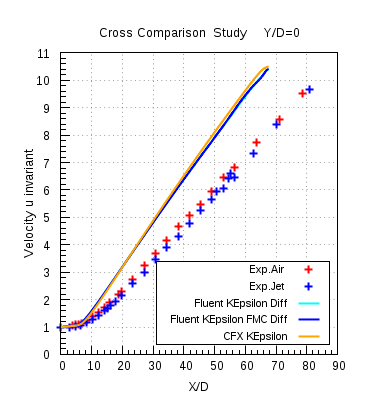 Cross Comparison Study Y/D=0
11
10
9
8
7
6
5
4
3
2
1
0
Velocity u invariant
Exp.Air
Exp.Jet
Fluent KEpsilon Diff
Fluent KEpsilon FMC Diff
CFX KEpsilon
0 10 20 30 40 50 60 70 80 90
X/D